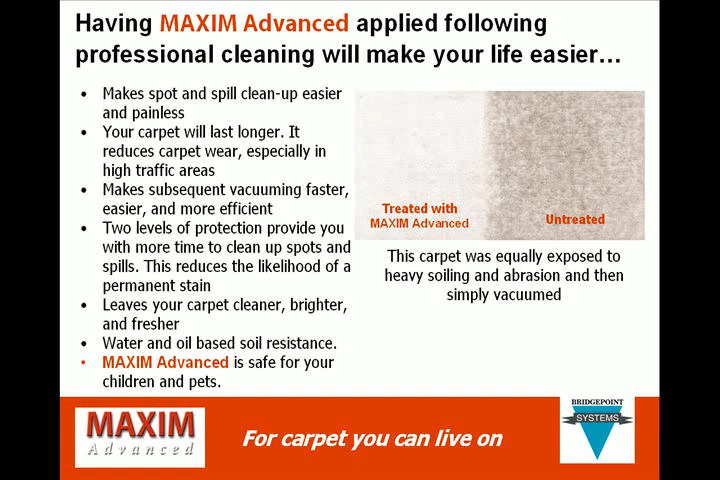 Having MAXIM Advanced applied following
professional cleaning will make your life easier...
• Makes spot and spill clean-up easier
and painless
• Your carpet will last longer. It
reduces carpet wear, especially in
high traffic areas
• Makes subsequent vacuuming faster,
easier, and more efficient
• Two levels of protection provide you
with more time to clean up spots and
spills. This reduces the likelihood of a
permanent stain
• Leaves your carpet cleaner, brighter,
and fresher
• Water and oil based soil resistance.
• MAXIM Advanced is safe for your
children and pets.
Treated with
MAXIM Advanced
Untreated
This carpet was equally exposed to
heavy soiling and abrasion and then
simply vacuumed
MAXIM
Advanced
For carpet you can live on
BRIDGEPOINT
SYSTEMS